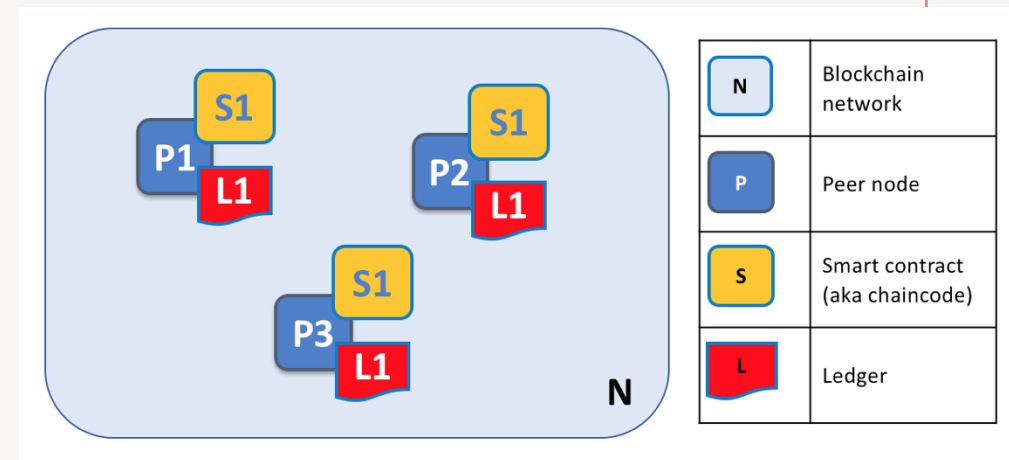 S1
P1
L1
S1
P2
L1
S1
P3
L1
N
N
Blockchain
network
P
Peer node
S
Smart contract
(aka chaincode)
L
Ledger